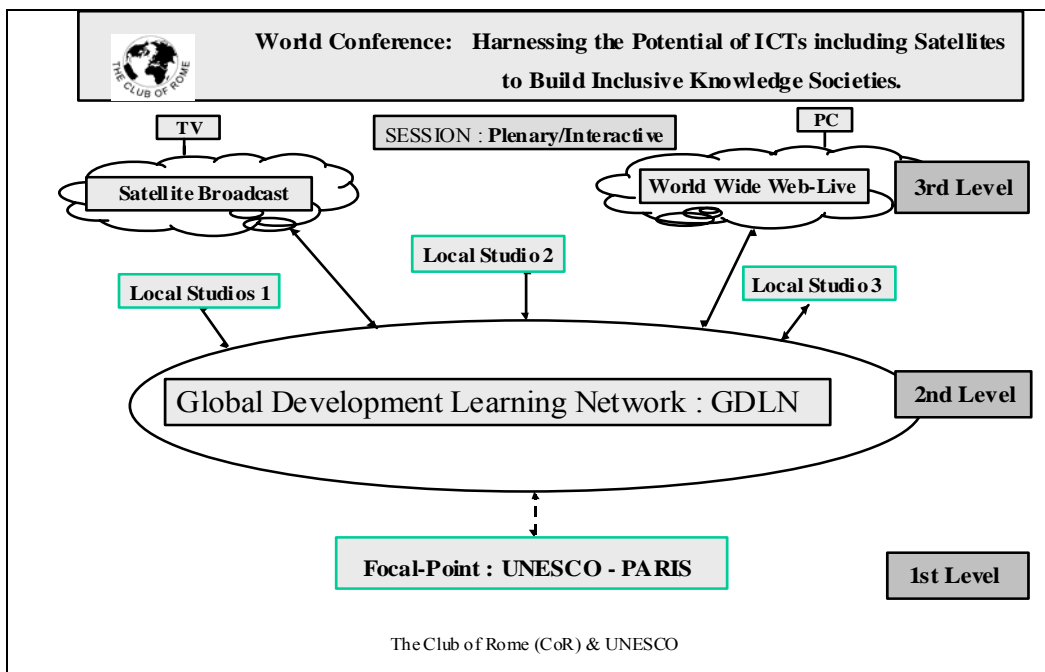 World Conference: Harnessing the Potential of ICTs including Satellites
to Build Inclusive Knowledge Societies.
THE CLUB OF ROME
TV
SESSION : Plenary/Interactive
PC
Satellite Broadcast
World Wide Web-Live
3rd Level
Local Studio 2
Local Studios 1
Local Studio 3
Global Development Learning Network : GDLN
2nd Level
Focal-Point : UNESCO - PARIS
1st Level
The Club of Rome (CoR) & UNESCO